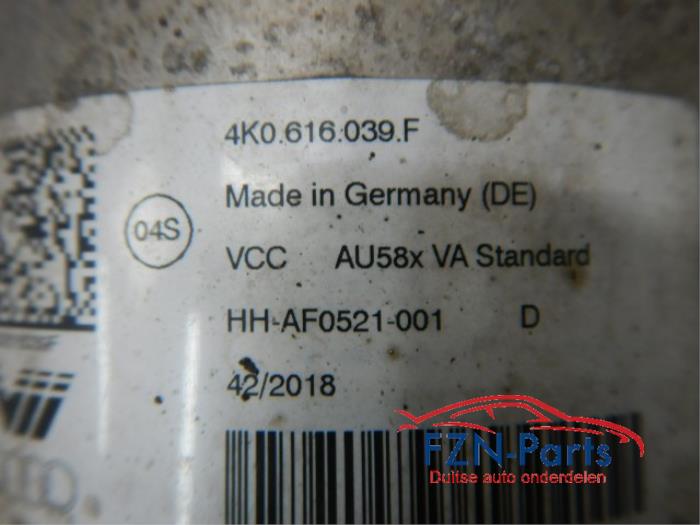 4K0.616.039.F
Made in Germany (DE)
04S
VCC AU58x VA Standard
HH-AF0521-001 D
42/2018
FZN-Parts
Duitse auto onderdelen